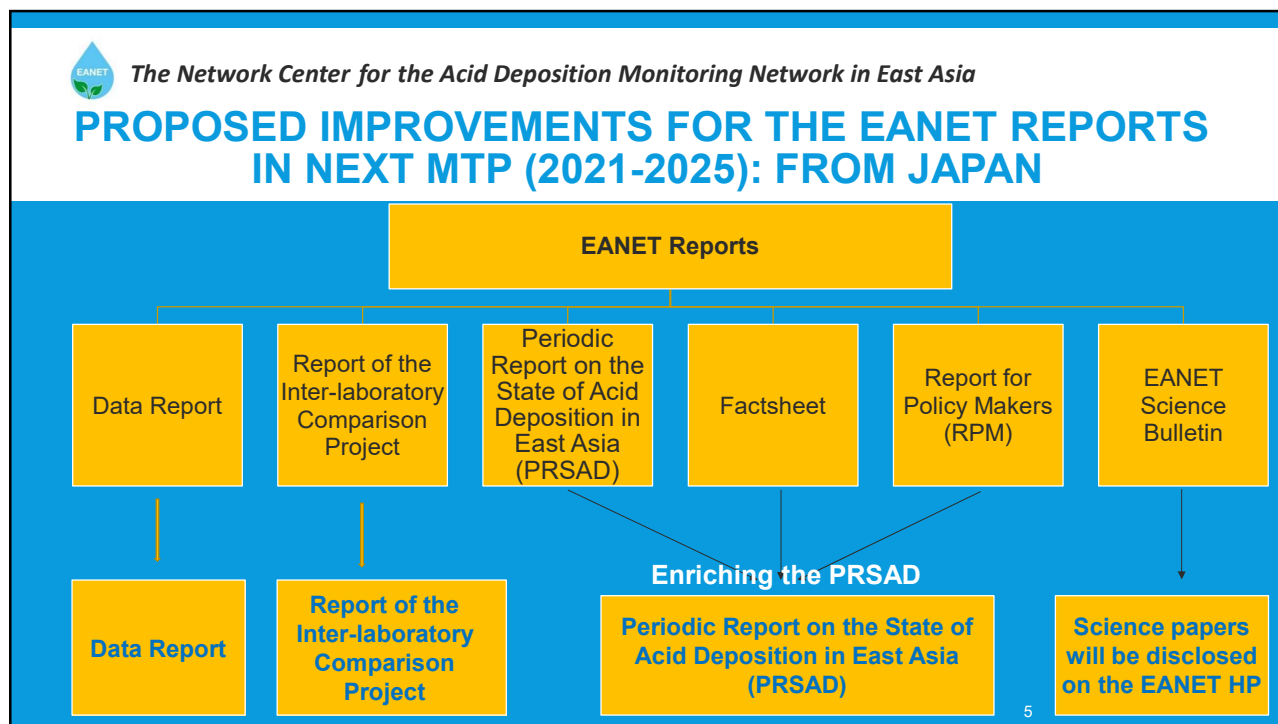 EANET
The Network Center for the Acid Deposition Monitoring Network in East Asia
PROPOSED IMPROVEMENTS FOR THE EANET REPORTS
IN NEXT MTP (2021-2025): FROM JAPAN
EANET Reports
Data Report
Report of the
Inter-laboratory
Comparison
Project
Periodic
Report on the
State of Acid
Deposition in
East Asia
(PRSAD)
Factsheet
Report for
Policy Makers
(RPM)
EANET
Science
Bulletin
Enriching the PRSAD
Data Report
Report of the
Inter-laboratory
Comparison
Project
Periodic Report on the State of
Acid Deposition in East Asia
(PRSAD)
Science papers
will be disclosed
on the EANET HP
5